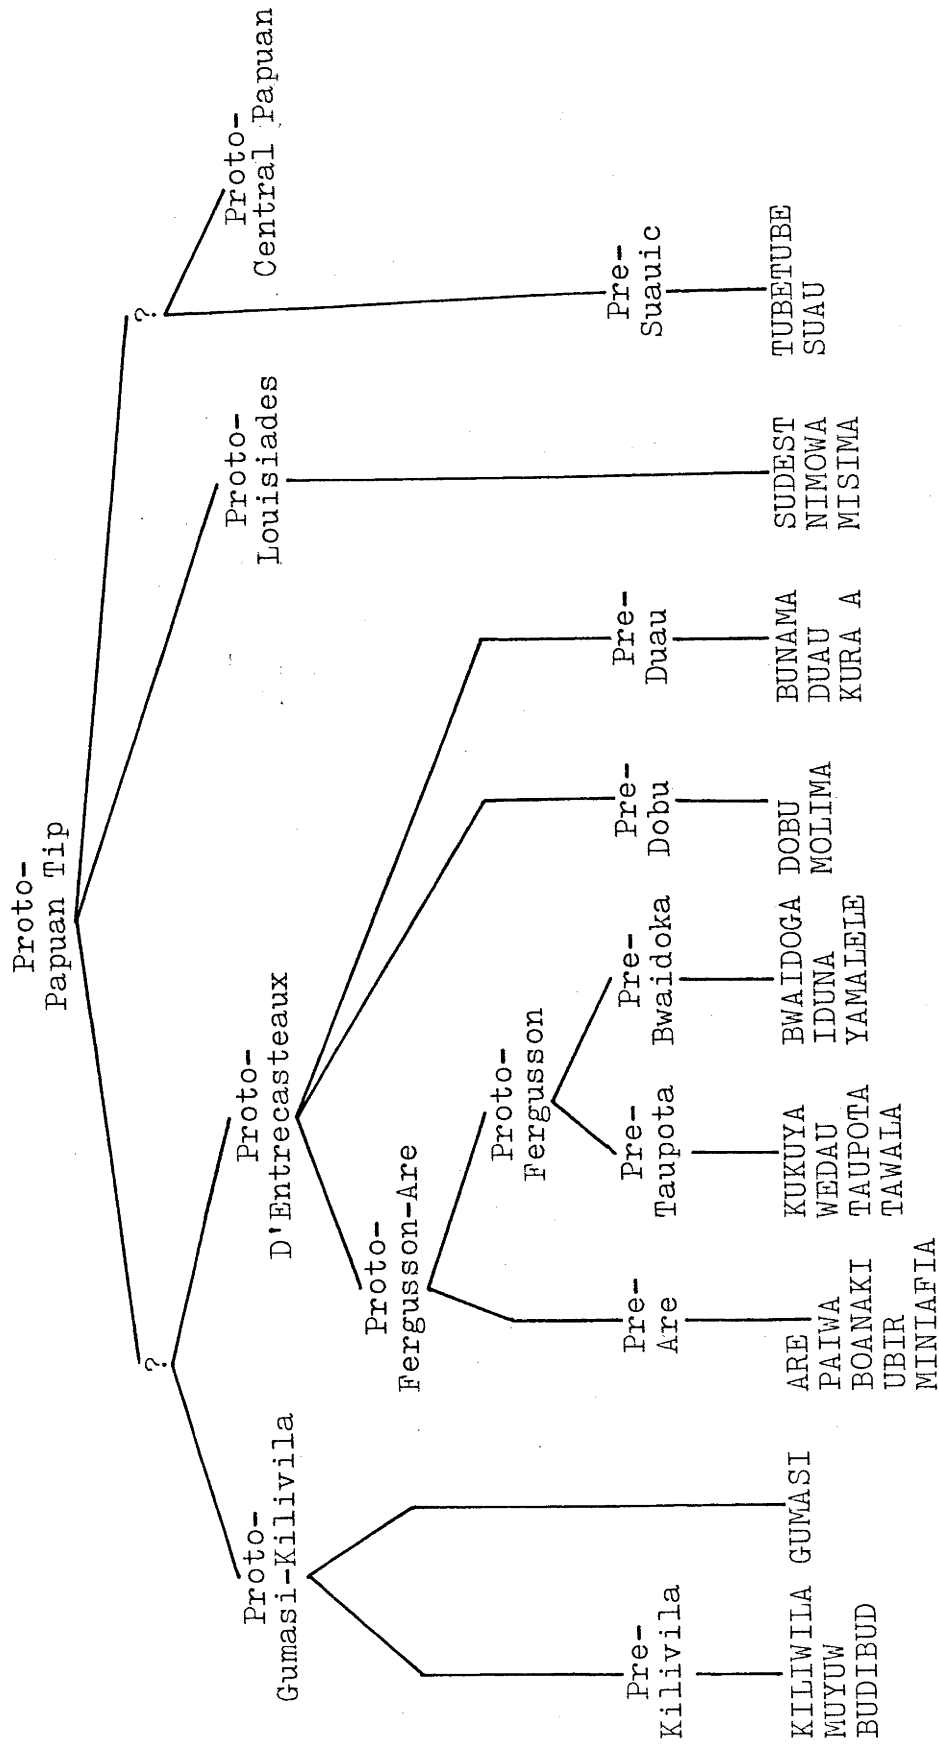 Proto-
Papuan Tip
?
?
Proto-
Gumasi-Kilivila
Proto-
D'Entrecasteaux
Proto-
Louisiades
Proto-
Central Papuan
Proto-
Fergusson-Are
Proto-
Fergusson
Pre-
Kilivila
Pre-
Are
Pre-
Taupota
Pre-
Bwaidoka
Pre-
Dobu
Pre-
Duau
Pre-
Suauic
KILIWILA
MUYUW
BUDIBUD
GUMASI
ARE
PAIWA
BOANAKI
UBIR
MINIAFIA
KUKUYA
WEDAU
TAUPOTA
TAWALA
BWAIDOGA
IDUNA
YAMALELE
DOBU
MOLIMA
BUNAMA
DUAU
KURA A
SUDEST
NIMOWA
MISIMA
TUBETUBE
SUAU